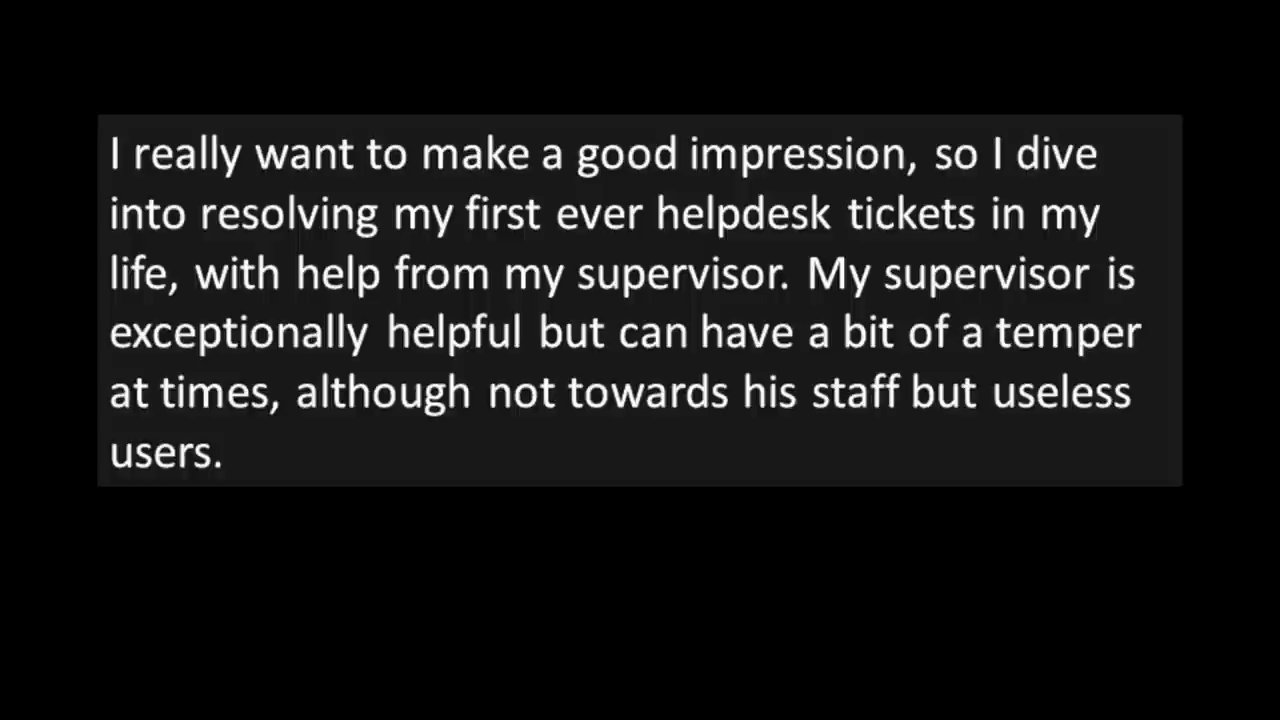 I really want to make a good impression, so I dive
into resolving my first ever helpdesk tickets in my
life, with help from my supervisor. My supervisor is
exceptionally helpful but can have a bit of a temper
at times, although not towards his staff but useless
users.